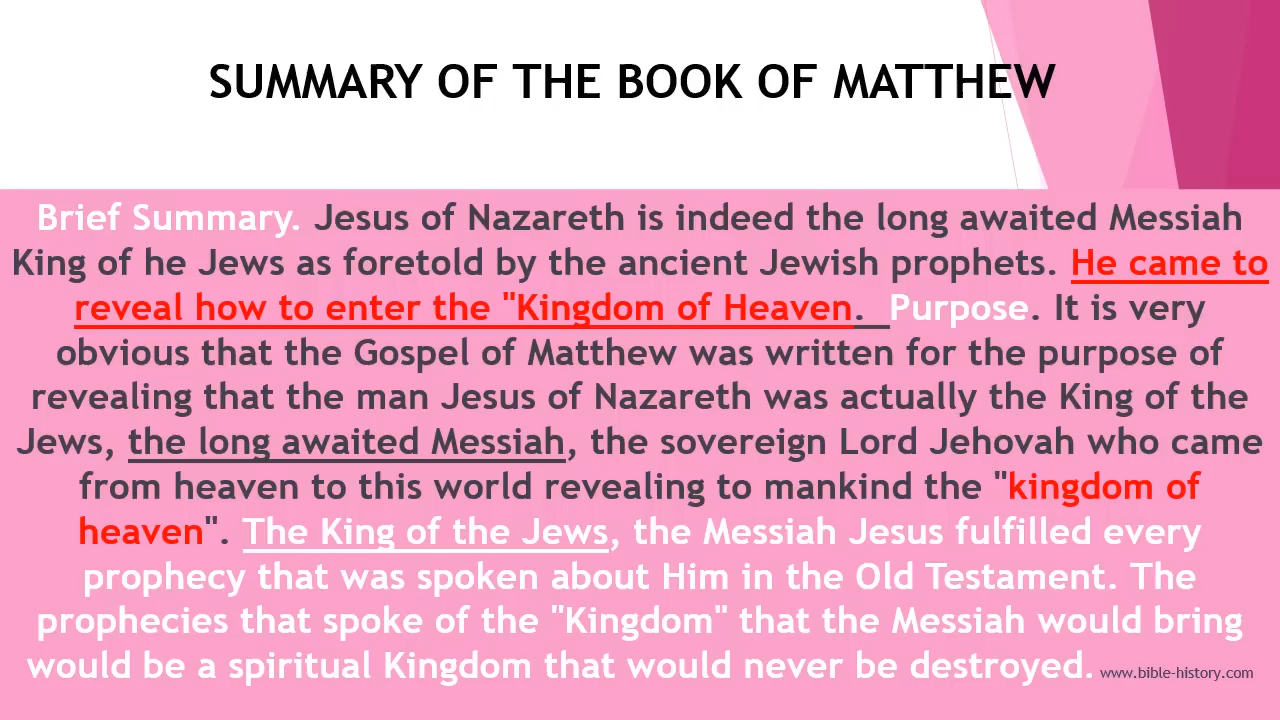 SUMMARY OF THE BOOK OF MATTHEW
Brief Summary. Jesus of Nazareth is indeed the long awaited Messiah
King of he Jews as foretold by the ancient Jewish prophets. He came to
reveal how to enter the "Kingdom of Heaven. Purpose. It is very
obvious that the Gospel of Matthew was written for the purpose of
revealing that the man Jesus of Nazareth was actually the King of the
Jews, the long awaited Messiah, the sovereign Lord Jehovah who came
from heaven to this world revealing to mankind the "kingdom of
heaven". The King of the Jews, the Messiah Jesus fulfilled every
prophecy that was spoken about Him in the Old Testament. The
prophecies that spoke of the "Kingdom" that the Messiah would bring
would be a spiritual Kingdom that would never be destroyed. www.bible-history.com